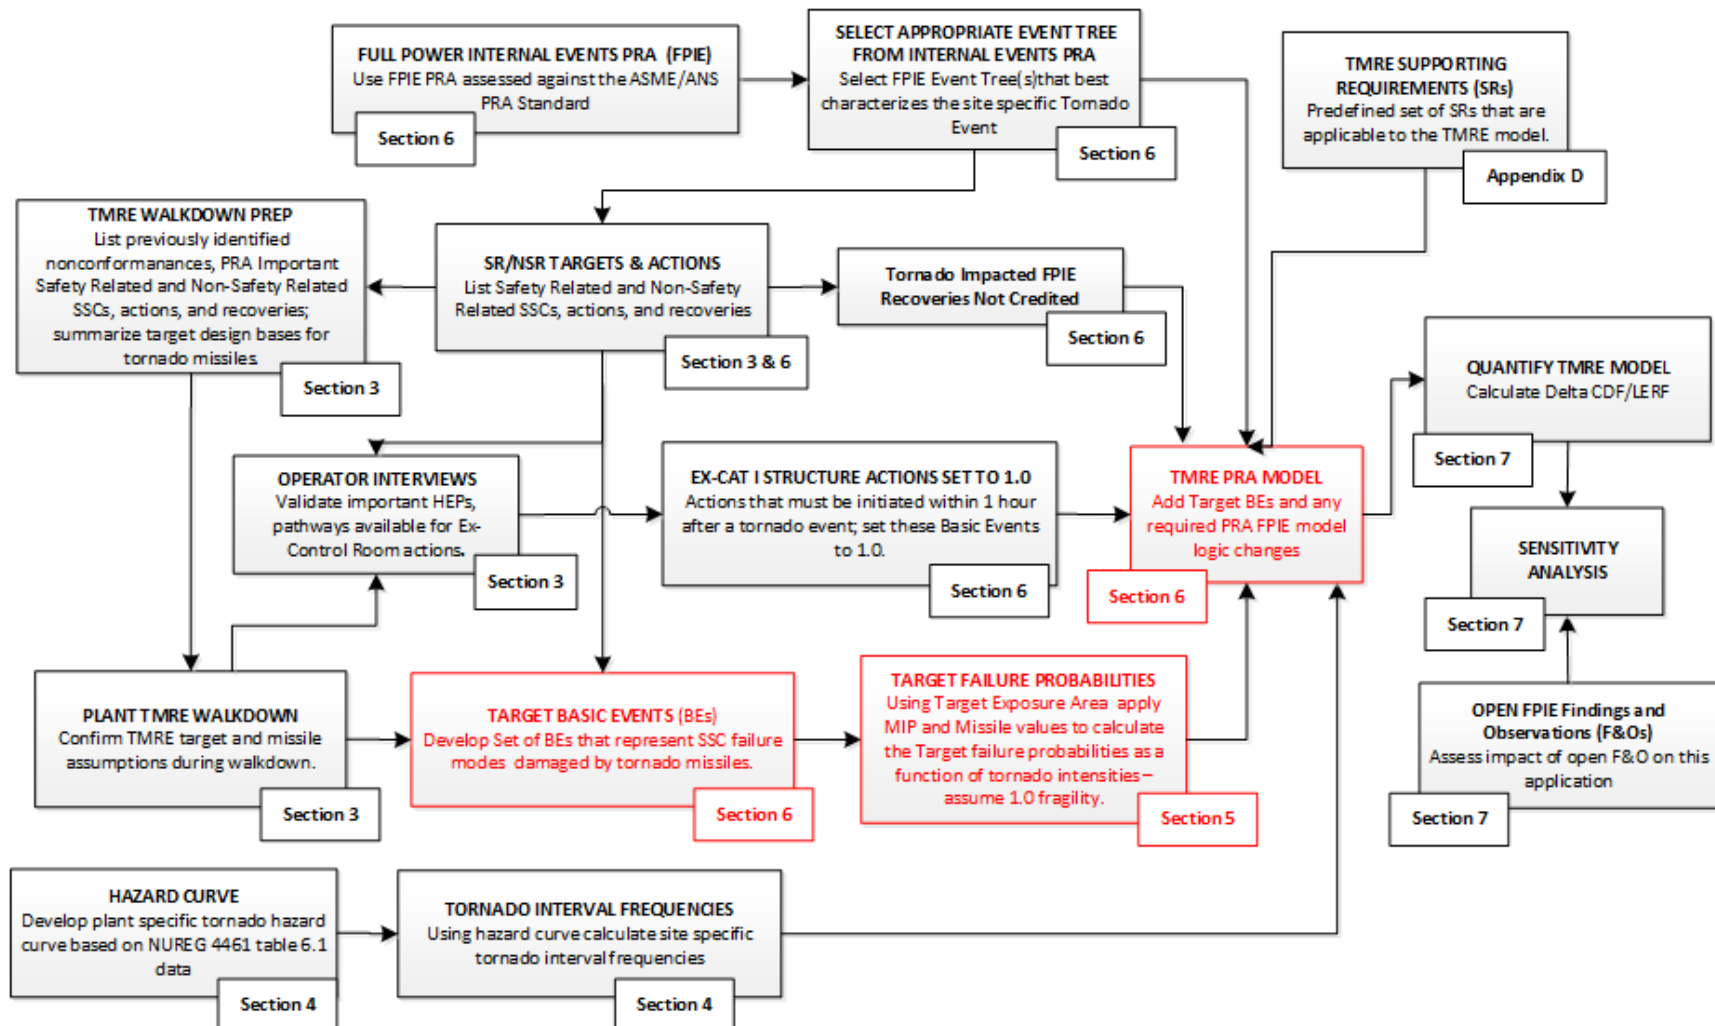 FULL POWER INTERNAL EVENTS PRA (FPIE)
Use FPIE PRA assessed against the ASME/ANS
PRA Standard
Section 6
SELECT APPROPRIATE EVENT TREE
FROM INTERNAL EVENTS PRA
Select FPIE Event Tree(s)that best
characterizes the site specific Tornado
Event
Section 6
TMRE SUPPORTING
REQUIREMENTS (SRs)
Predefined set of SRs that are
applicable to the TMRE model.
Appendix D
TMRE WALKDOWN PREP
List previously identified
nonconformanances, PRA Important
Safety Related and Non-Safety Related
SSCs, actions, and recoveries;
summarize target design bases for
tornado missiles.
Section 3
SR/NSR TARGETS & ACTIONS
List Safety Related and Non-Safety
Related SSCs, actions, and recoveries
Section 3 & 6
Tornado Impacted FPIE
Recoveries Not Credited
Section 6
QUANTIFY TMRE MODEL
Calculate Delta CDF/LERF
Section 7
OPERATOR INTERVIEWS
Validate important HEPs,
pathways available for Ex-
Control Room actions.
Section 3
EX-CAT I STRUCTURE ACTIONS SET TO 1.0
Actions that must be initiated within 1 hour
after a tornado event; set these Basic Events
to 1.0.
Section 6
TMRE PRA MODEL
Add Target BEs and any
required PRA FPIE model
logic changes
Section 6
SENSITIVITY
ANALYSIS
Section 7
PLANT TMRE WALKDOWN
Confirm TMRE target and missile
assumptions during walkdown.
Section 3
TARGET BASIC EVENTS (BEs)
Develop Set of BEs that represent SSC failure
modes damaged by tornado missiles.
Section 6
TARGET FAILURE PROBABILITIES
Using Target Exposure Area apply
MIP and Missile values to calculate
the Target failure probabilities as a
function of tornado intensities –
assume 1.0 fragility.
Section 5
OPEN FPIE Findings and
Observations (F&Os)
Assess impact of open F&O on this
application
Section 7
HAZARD CURVE
Develop plant specific tornado hazard
curve based on NUREG 4461 table 6.1
data
Section 4
TORNADO INTERVAL FREQUENCIES
Using hazard curve calculate site specific
tornado interval frequencies
Section 4